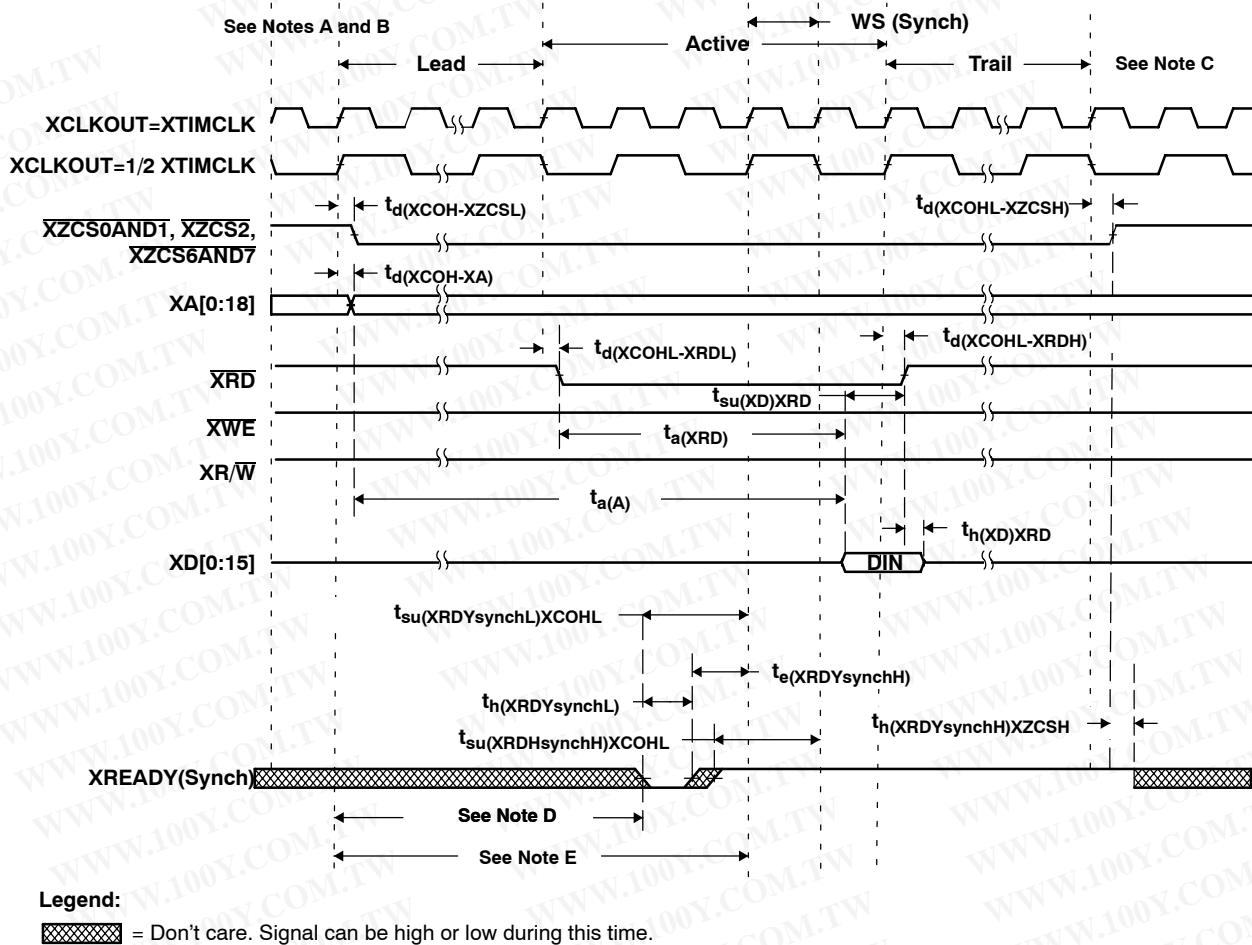 See Notes A and B
WS (Synch)
Active
Lead
Trail
See Note C
XCLKOUT=XTIMCLK
XCLKOUT=1/2 XTIMCLK
td(XCOH-XZCSL)
td(XCOHL-XZCSH)
XZCS0AND1, XZCS2,
XZCS6AND7
td(XCOH-XA)
XA[0:18]
td(XCOHL-XRDL)
td(XCOHL-XRDH)
XRD
tsu(XD)XRD
XWE
ta(XRD)
XR/W
ta(A)
th(XD)XRD
XD[0:15]
DIN
tsu(XRDYsynchL)XCOHL
te(XRDYsynchH)
th(XRDYsynchL)
th(XRDYsynchH)XZCSH
tsu(XRDHsynchH)XCOHL
XREADY(Synch)
See Note D
See Note E
Legend:
= Don't care. Signal can be high or low during this time.
WWW.100Y.COM.TW